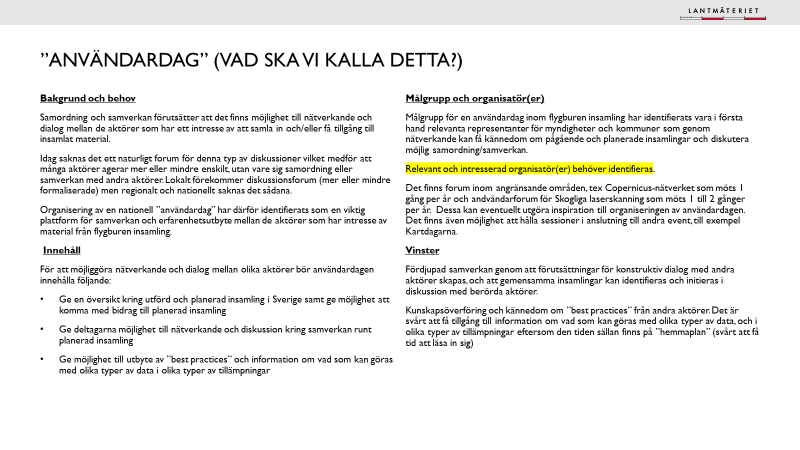 LANTMÄTERIET
”ANVÄNDARDAG” (VAD SKA VI KALLA DETTA?)
Bakgrund och behov
Samordning och samverkan förutsätter att det finns möjlighet till nätverkande och
dialog mellan de aktörer som har ett intresse av att samla in och/eller få tillgång till
insamlat material.
Idag saknas det ett naturligt forum för denna typ av diskussioner vilket medför att
många aktörer agerar mer eller mindre enskilt, utan vare sig samordning eller
samverkan med andra aktörer. Lokalt förekommer diskussionsforum (mer eller mindre
formaliserade) men regionalt och nationellt saknas det sådana.
Organisering av en nationell ”användardag” har därför identifierats som en viktig
plattform för samverkan och erfarenhetsutbyte mellan de aktörer som har intresse av
material från flygburen insamling.
Innehåll
För att möjliggöra nätverkande och dialog mellan olika aktörer bör användardagen
innehålla följande:
• Ge en översikt kring utförd och planerad insamling i Sverige samt ge möjlighet att
komma med bidrag till planerad insamling
• Ge deltagarna möjlighet till nätverkande och diskussion kring samverkan runt
planerad insamling
• Ge möjlighet till utbyte av ”best practices” och information om vad som kan göras
med olika typer av data i olika typer av tillämpningar
Målgrupp och organisatör(er)
Målgrupp för en användardag inom flygburen insamling har identifierats vara i första
hand relevanta representanter för myndigheter och kommuner som genom
nätverkande kan få kännedom om pågående och planerade insamlingar och diskutera
möjlig samordning/samverkan.
Relevant och intresserad organisatör(er) behöver identifieras.
Det finns forum inom angränsande områden, tex Copernicus-nätverket som möts 1
gång per år och andvändarforum för Skogliga laserskanning som möts 1 till 2 gånger
per år. Dessa kan eventuellt utgöra inspiration till organiseringen av användardagen.
Det finns även möjlighet att hålla sessioner i anslutning till andra event, till exempel
Kartdagarna.
Vinster
Fördjupad samverkan genom att förutsättningar för konstruktiv dialog med andra
aktörer skapas, och att gemensamma insamlingar kan identifieras och initieras i
diskussion med berörda aktörer.
Kunskapsöverföring och kännedom om ”best practices” från andra aktörer. Det är
svårt att få tillgång till information om vad som kan göras med olika typer av data, och i
olika typer av tillämpningar eftersom den tiden sällan finns på ”hemmaplan” (svårt att få
tid att läsa in sig)